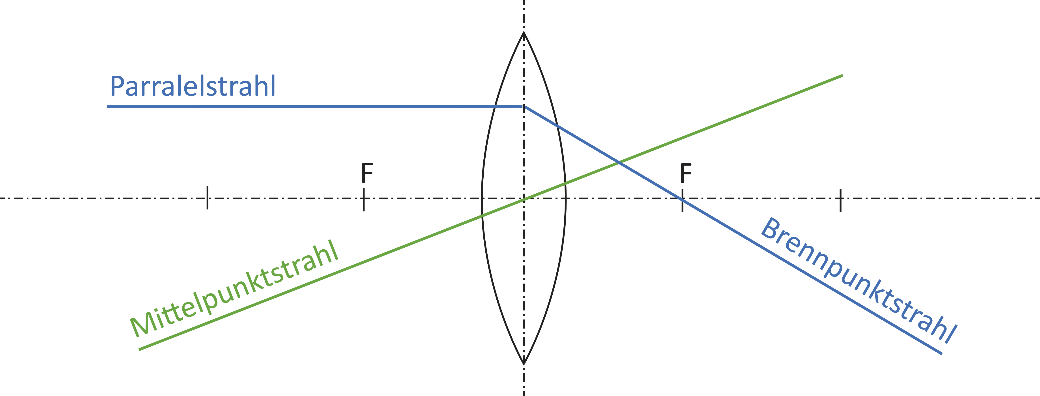 Parralelstrahl
F
F
Mittelpunktstrahl
Brennpunktstrahl